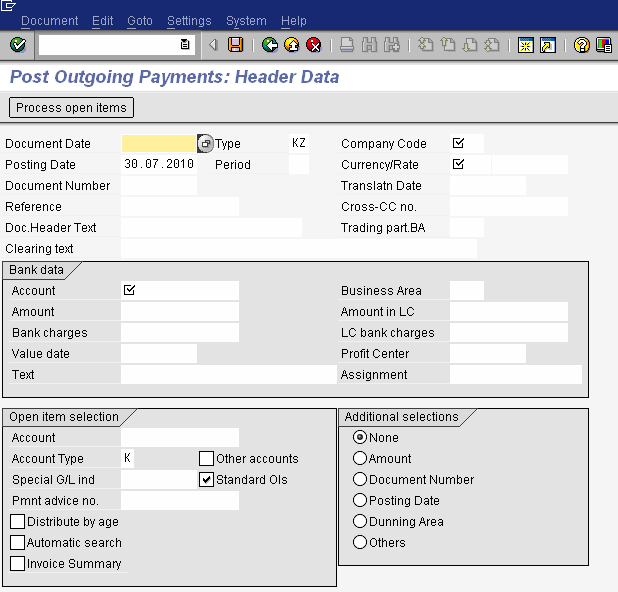 Document Edit Goto Settings System Help
Post Outgoing Payments: Header Data
Process open items
Document Date Type KZ Company Code
Posting Date 30.07.2010 Period Currency/Rate
Document Number Translatn Date
Reference Cross-CC no.
Doc.Header Text Trading part.BA
Clearing text
Bank data
Account Business Area
Amount Amount in LC
Bank charges LC bank charges
Value date Profit Center
Text Assignment
Open item selection Additional selections
Account None
Account Type K Other accounts Amount
Special G/L ind Standard OIs Document Number
Pmnt advice no. Posting Date
Distribute by age Dunning Area
Automatic search Others
Invoice Summary